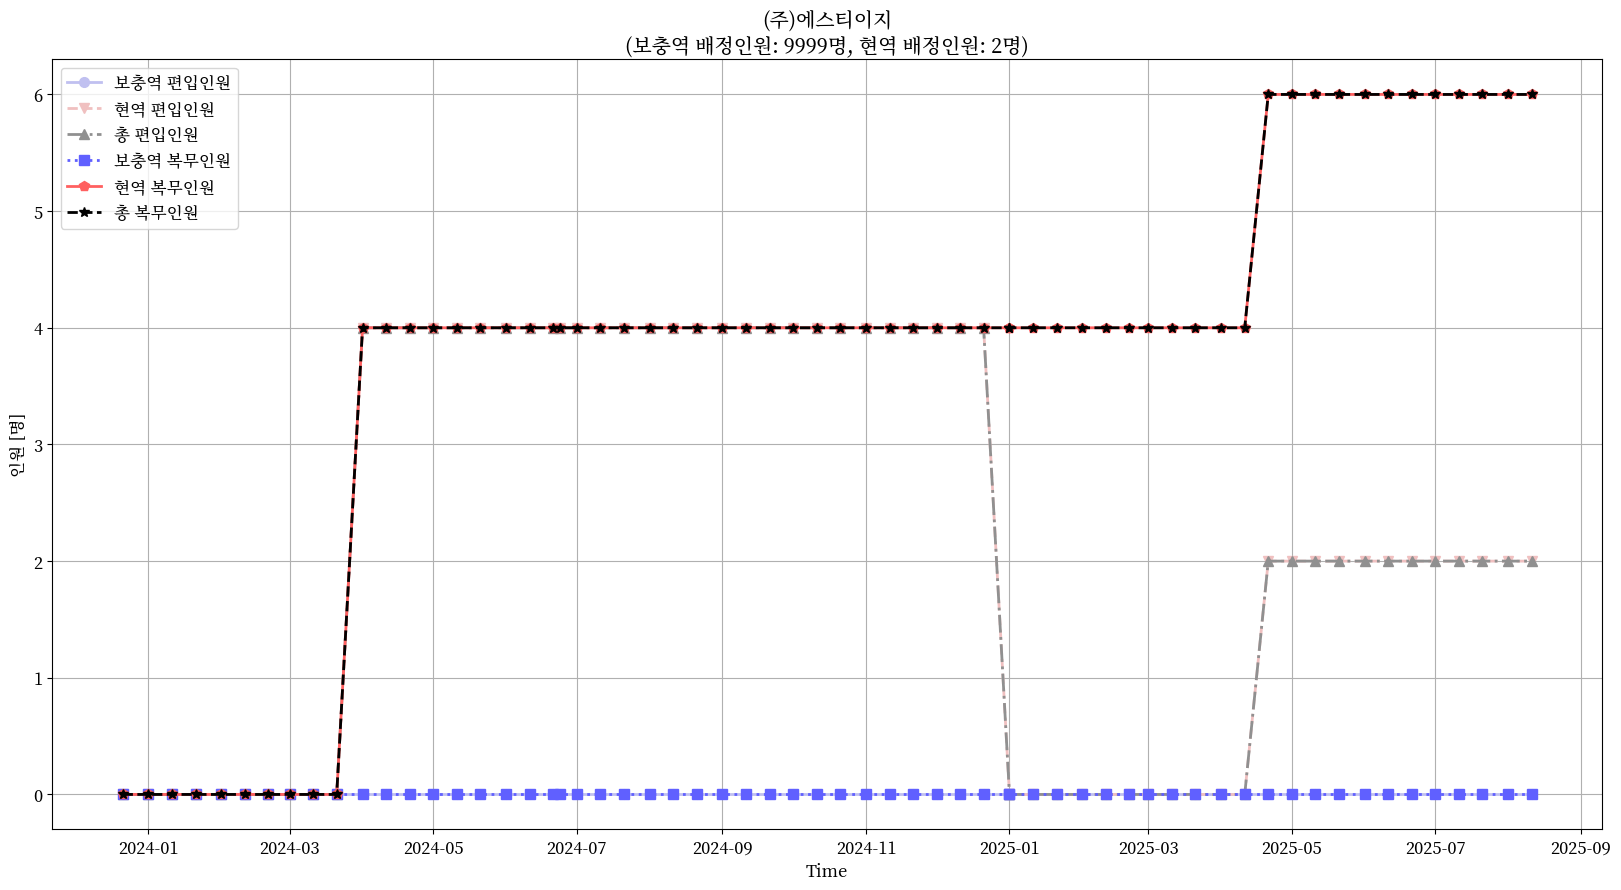 (주)에스티이지
(보충역 배정인원: 9999명, 현역 배정인원: 2명)
보충역 편입인원
현역 편입인원
총 편입인원
보충역 복무인원
현역 복무인원
총 복무인원
6
5
4
3
2
1
0
인원 [명]
2024-01
2024-03
2024-05
2024-07
2024-09
2024-11
2025-01
2025-03
2025-05
2025-07
2025-09
Time